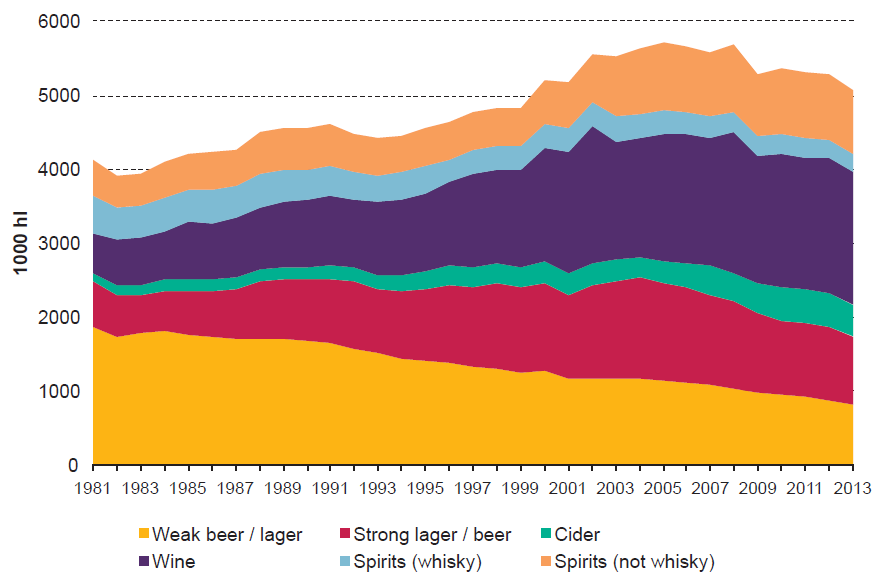 6000
5000
4000
3000
2000
1000
0
1000 hl
1981 1983 1985 1987 1989 1991 1993 1995 1997 1999 2001 2003 2005 2007 2009 2011 2013
Weak beer / lager Strong lager / beer Cider
Wine Spirits (whisky) Spirits (not whisky)